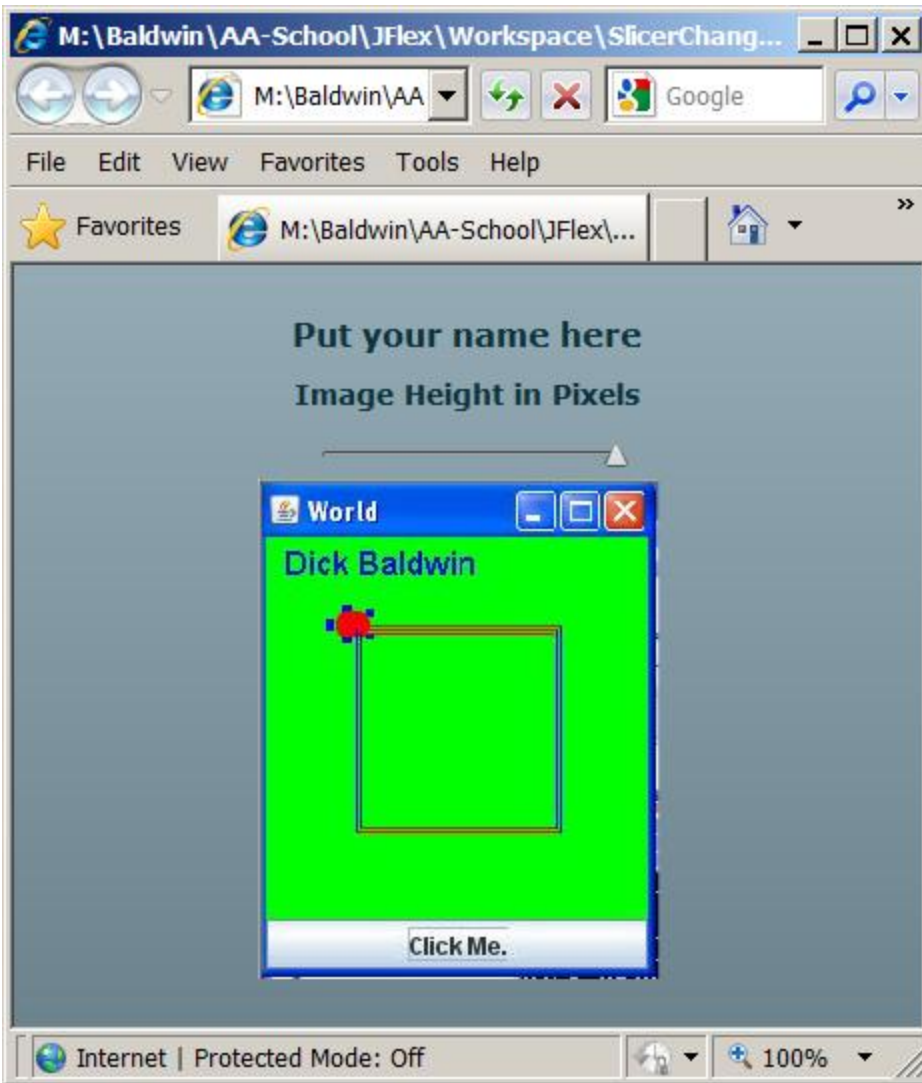 M:\Baldwin\AA-School\JFlex\Workspace\SlicerChang...
M:\Baldwin\AA
Google
File Edit View Favorites Tools Help
Favorites
M:\Baldwin\AA-School\JFlex\...
»
Put your name here
Image Height in Pixels
World
Dick Baldwin
Click Me.
Internet | Protected Mode: Off
100%